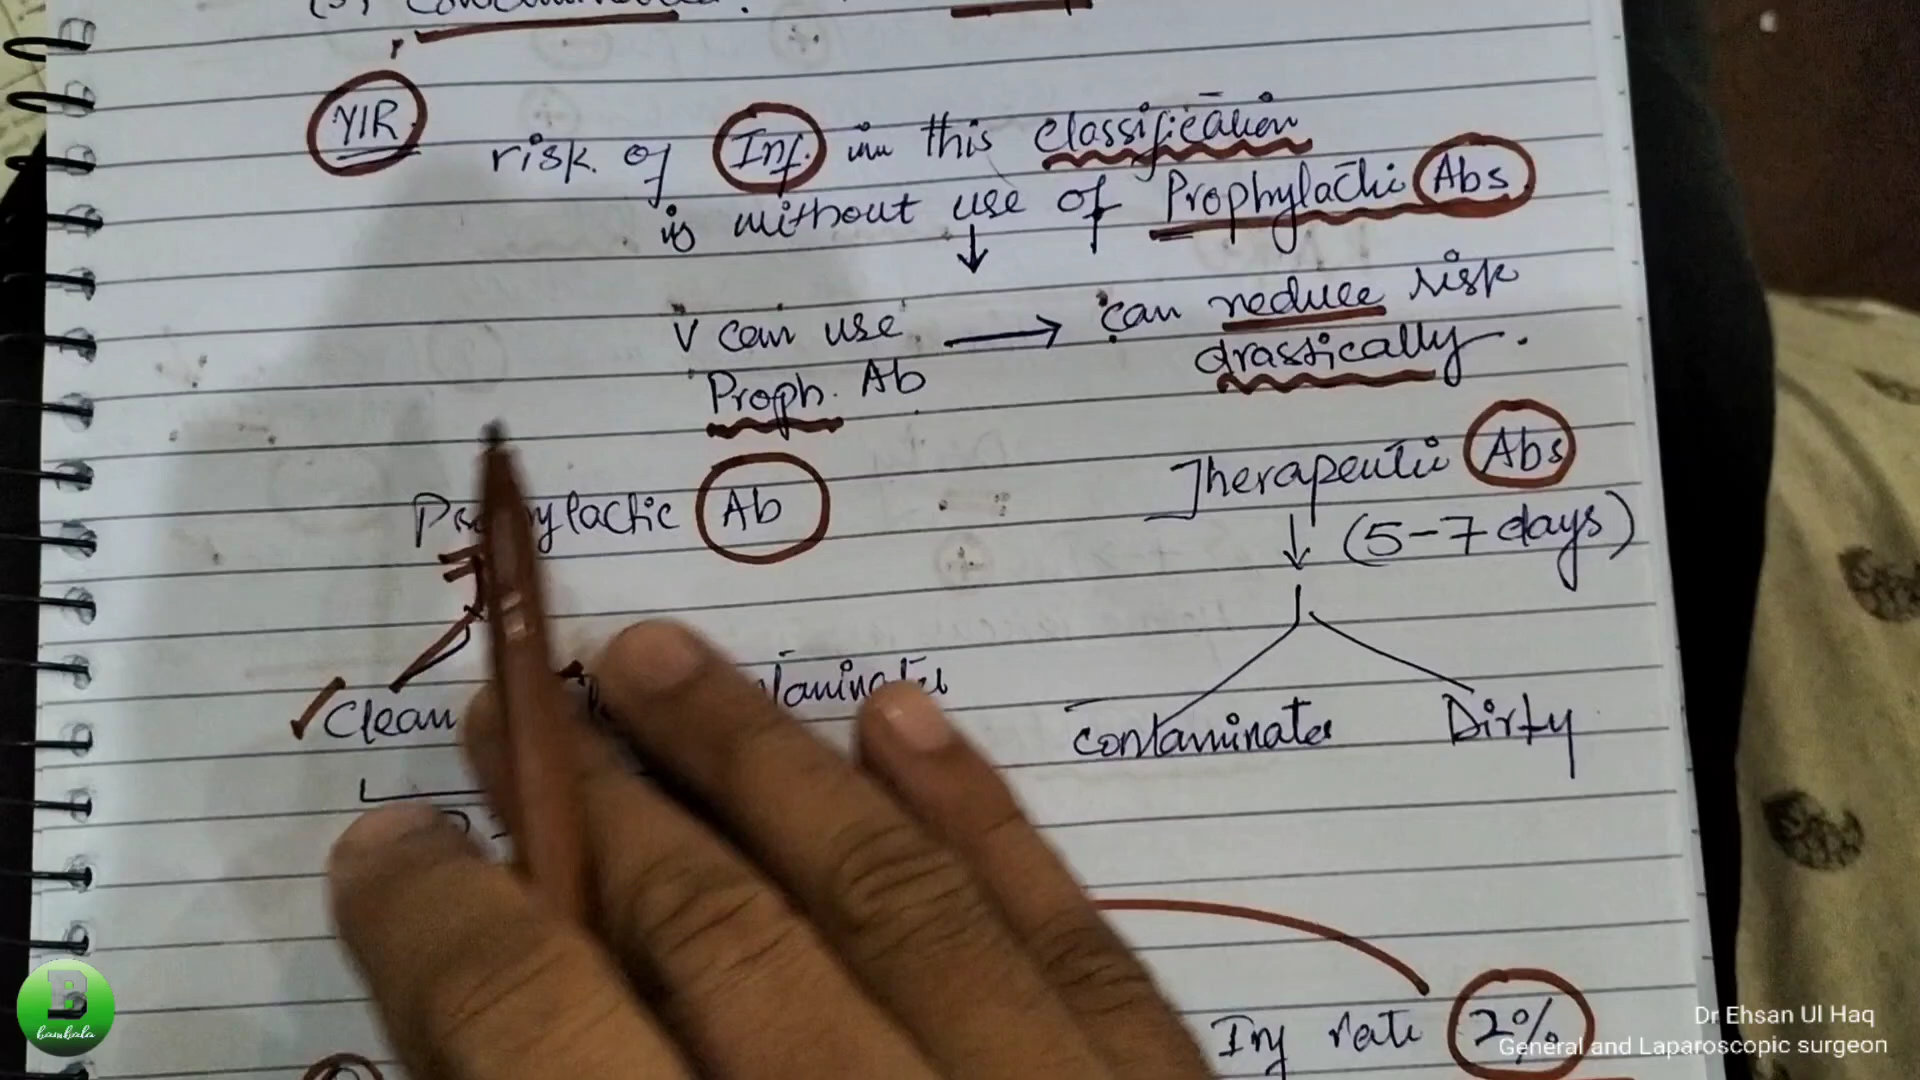 YIR
risk of Inf. in this classification
is without use of Prophylactic Abs
↓
V can use → can reduce risk
Proph. Ab drastically.
Prophylactic Ab
Therapeutic Abs
↓ (5-7 days)
Clean
contaminated Dirty
Inf rate 2%
B
bambala
Dr Ehsan Ul Haq
General and Laparoscopic surgeon